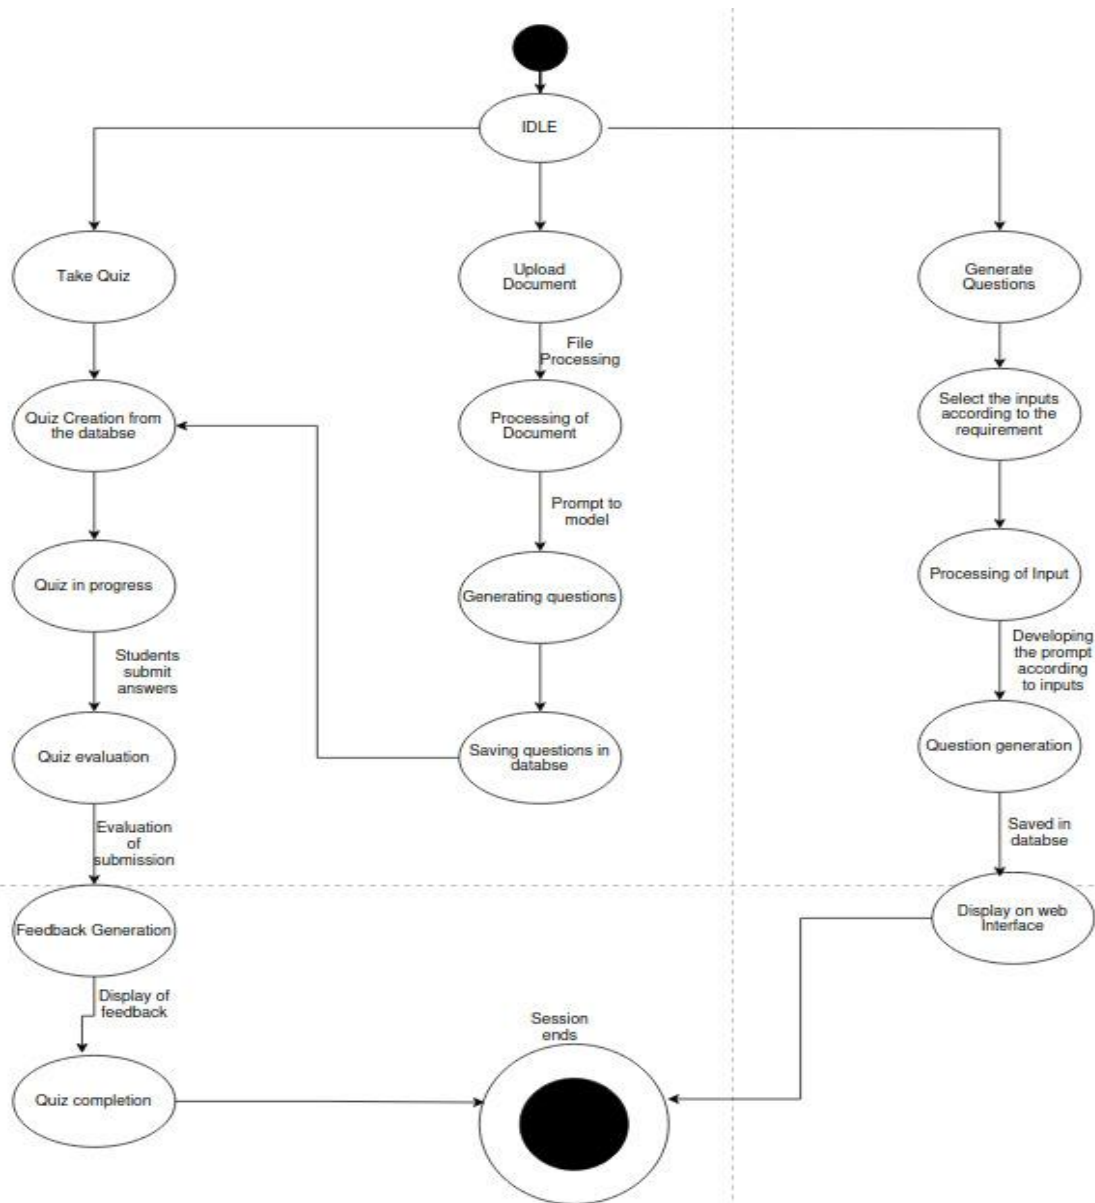 IDLE
Take Quiz
Upload
Document
Generate
Questions
File
Processing
Quiz Creation from
the databse
Processing of
Document
Select the inputs
according to the
requirement
Prompt to
model
Quiz in progress
Generating questions
Processing of Input
Students
submit
answers
Developing
the prompt
according
to inputs
Quiz evaluation
Saving questions in
databse
Question generation
Evaluation
of
submission
Saved in
databse
Feedback Generation
Display on web
Interface
Display of
feedback
Session
ends
Quiz completion